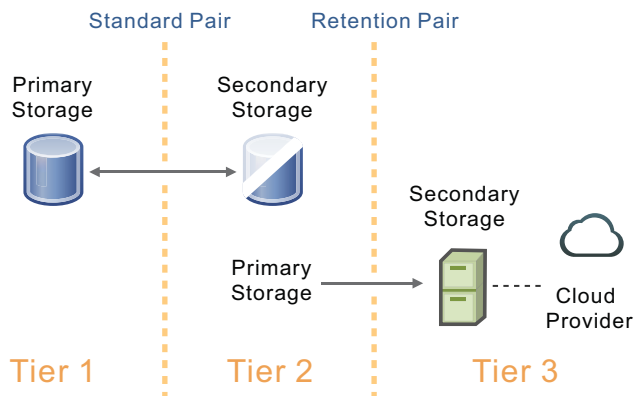 Standard Pair
Retention Pair
Primary
Storage
Secondary
Storage
Secondary
Storage
Primary
Storage
Cloud
Provider
Tier 1
Tier 2
Tier 3